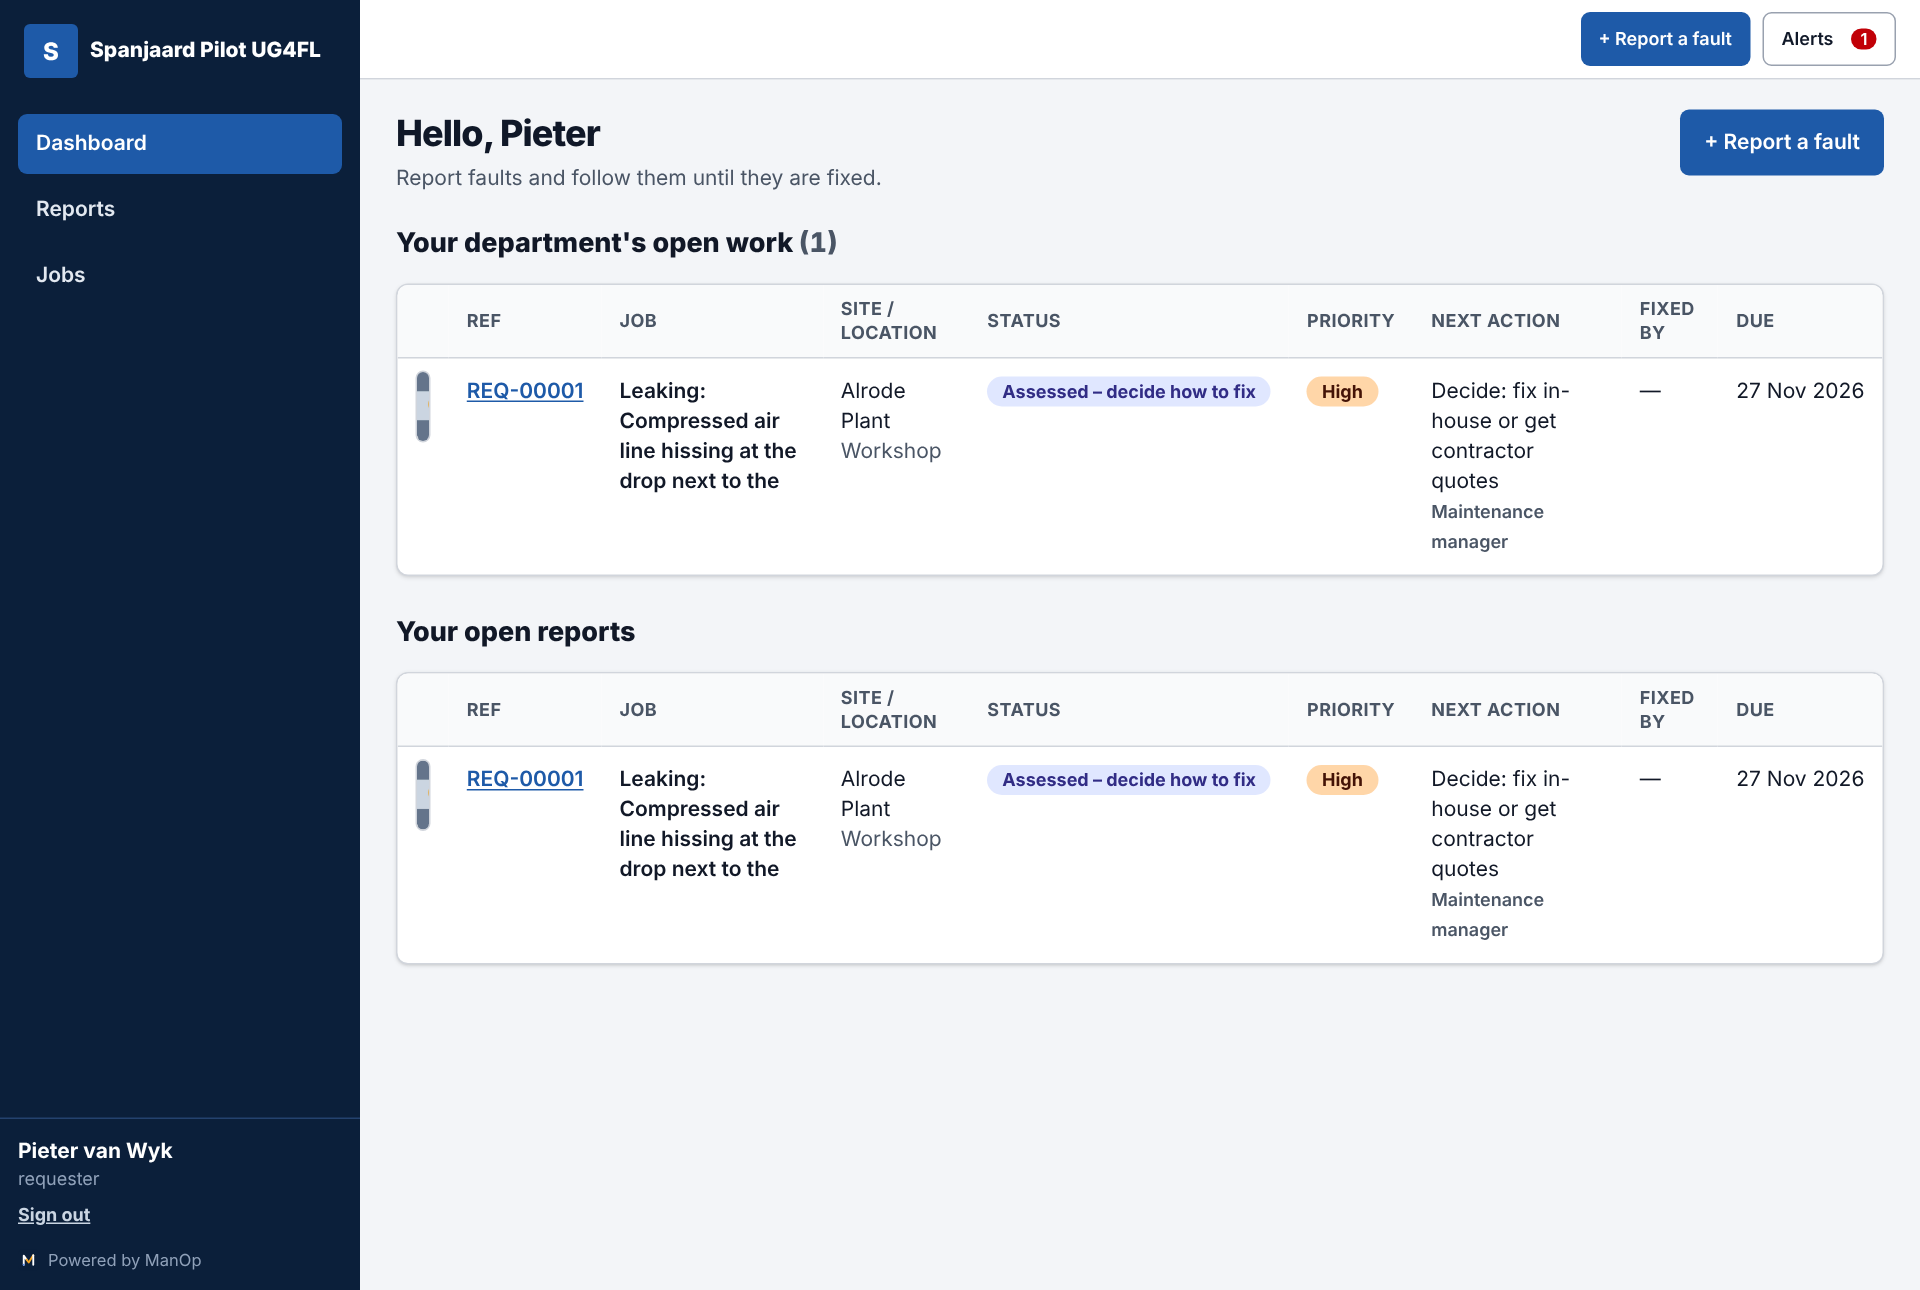 S
Spanjaard Pilot UG4FL
+ Report a fault
Alerts 1
Dashboard
Reports
Jobs
Hello, Pieter
+ Report a fault
Report faults and follow them until they are fixed.
Your department's open work (1)
REF JOB SITE / LOCATION STATUS PRIORITY NEXT ACTION FIXED BY DUE
REQ-00001
Leaking:
Compressed air
line hissing at the
drop next to the
Alrode
Plant
Workshop
Assessed – decide how to fix
High
Decide: fix in-
house or get
contractor
quotes
Maintenance
manager
—
27 Nov 2026
Your open reports
REF JOB SITE / LOCATION STATUS PRIORITY NEXT ACTION FIXED BY DUE
REQ-00001
Leaking:
Compressed air
line hissing at the
drop next to the
Alrode
Plant
Workshop
Assessed – decide how to fix
High
Decide: fix in-
house or get
contractor
quotes
Maintenance
manager
—
27 Nov 2026
Pieter van Wyk
requester
Sign out
M Powered by ManOp